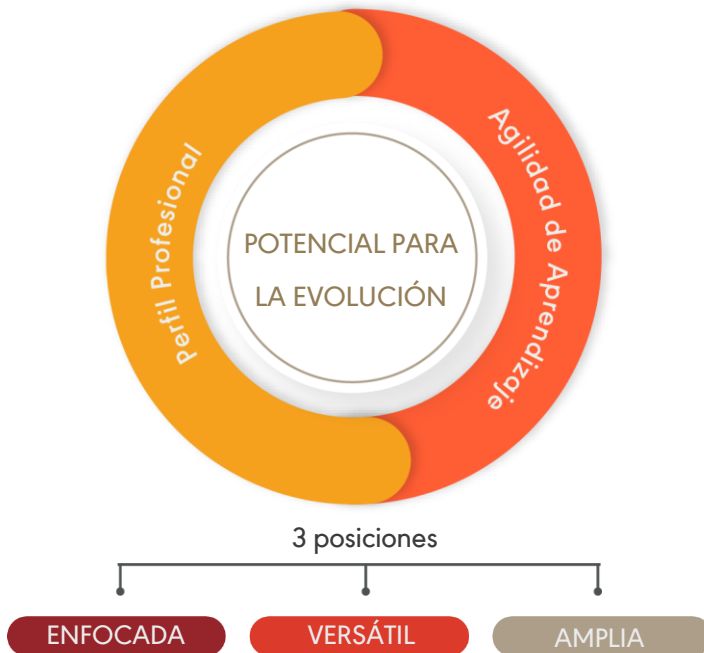 Perfil Profesional
Agilidad de Aprendizaje
POTENCIAL PARA
LA EVOLUCIÓN
3 posiciones
ENFOCADA
VERSÁTIL
AMPLIA